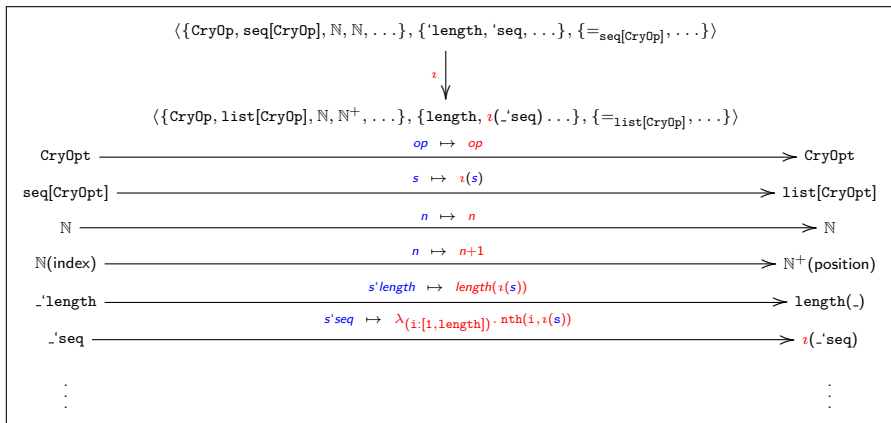 ⟨{CryOp, seq[CryOp], ℕ, ℕ, ...}, {‘length, ‘seq, ...}, {=seq[CryOp], ...}⟩
ı
⟨{CryOp, list[CryOp], ℕ, ℕ⁺, ...}, {length, ı(_‘seq) ...}, {=list[CryOp], ...}⟩
op ↦ op
CryOpt CryOpt
s ↦ ı(s)
seq[CryOpt] list[CryOpt]
n ↦ n
ℕ ℕ
n ↦ n+1
ℕ(index) ℕ⁺(position)
s‘length ↦ length(ı(s))
_‘length length(_)
s‘seq ↦ λ(i:[1,length]). nth(i, ı(s))
_‘seq ı(_‘seq)